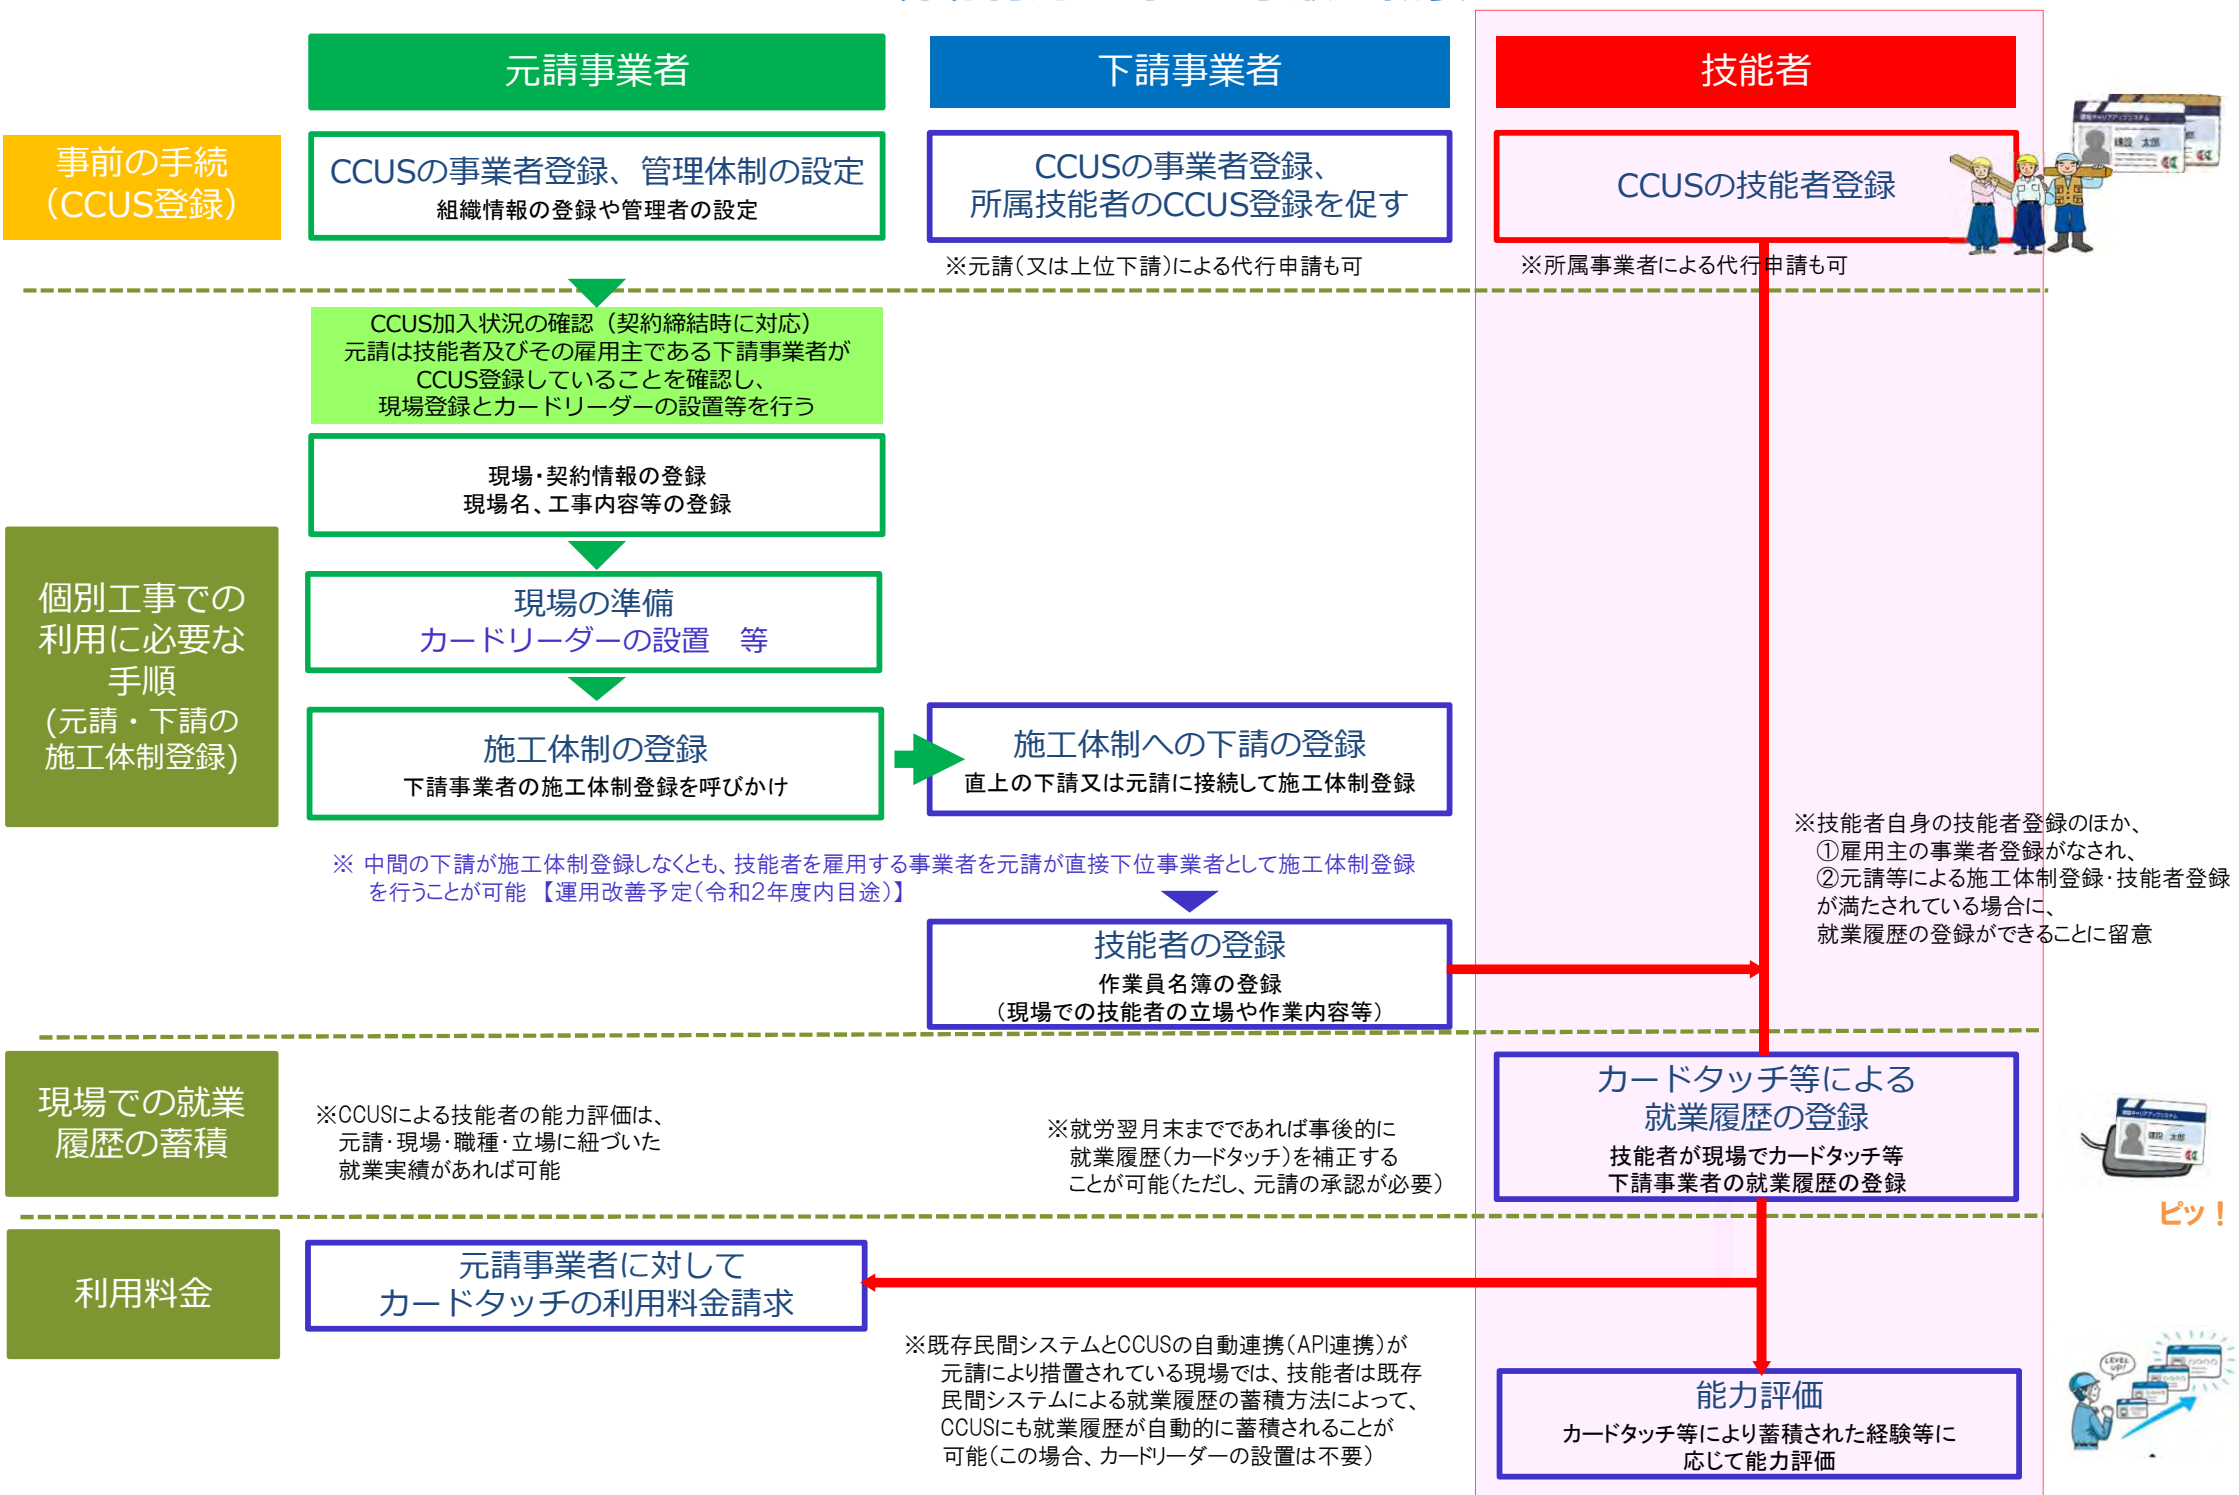 元請事業者
下請事業者
技能者
事前の手続
(CCUS登録)
CCUSの事業者登録、管理体制の設定
組織情報の登録や管理者の設定
CCUSの事業者登録、
所属技能者のCCUS登録を促す
※元請(又は上位下請)による代行申請も可
CCUSの技能者登録
※所属事業者による代行申請も可
建設 太郎
CCUS加入状況の確認(契約締結時に対応)
元請は技能者及びその雇用主である下請事業者が
CCUS登録していることを確認し、
現場登録とカードリーダーの設置等を行う
現場・契約情報の登録
現場名、工事内容等の登録
個別工事での
利用に必要な
手順
(元請・下請の
施工体制登録)
現場の準備
カードリーダーの設置 等
施工体制の登録
下請事業者の施工体制登録を呼びかけ
施工体制への下請の登録
直上の下請又は元請に接続して施工体制登録
※ 中間の下請が施工体制登録しなくとも、技能者を雇用する事業者を元請が直接下位事業者として施工体制登録
を行うことが可能 【運用改善予定(令和2年度内目途)】
※技能者自身の技能者登録のほか、
①雇用主の事業者登録がなされ、
②元請等による施工体制登録・技能者登録
が満たされている場合に、
就業履歴の登録ができることに留意
技能者の登録
作業員名簿の登録
(現場での技能者の立場や作業内容等)
現場での就業
履歴の蓄積
※CCUSによる技能者の能力評価は、
元請・現場・職種・立場に紐づいた
就業実績があれば可能
※就労翌月末までであれば事後的に
就業履歴(カードタッチ)を補正する
ことが可能(ただし、元請の承認が必要)
カードタッチ等による
就業履歴の登録
技能者が現場でカードタッチ等
下請事業者の就業履歴の登録
建設 太郎
ピッ!
利用料金
元請事業者に対して
カードタッチの利用料金請求
※既存民間システムとCCUSの自動連携(API連携)が
元請により措置されている現場では、技能者は既存
民間システムによる就業履歴の蓄積方法によって、
CCUSにも就業履歴が自動的に蓄積されることが
可能(この場合、カードリーダーの設置は不要)
能力評価
カードタッチ等により蓄積された経験等に
応じて能力評価
LEVEL
UP!